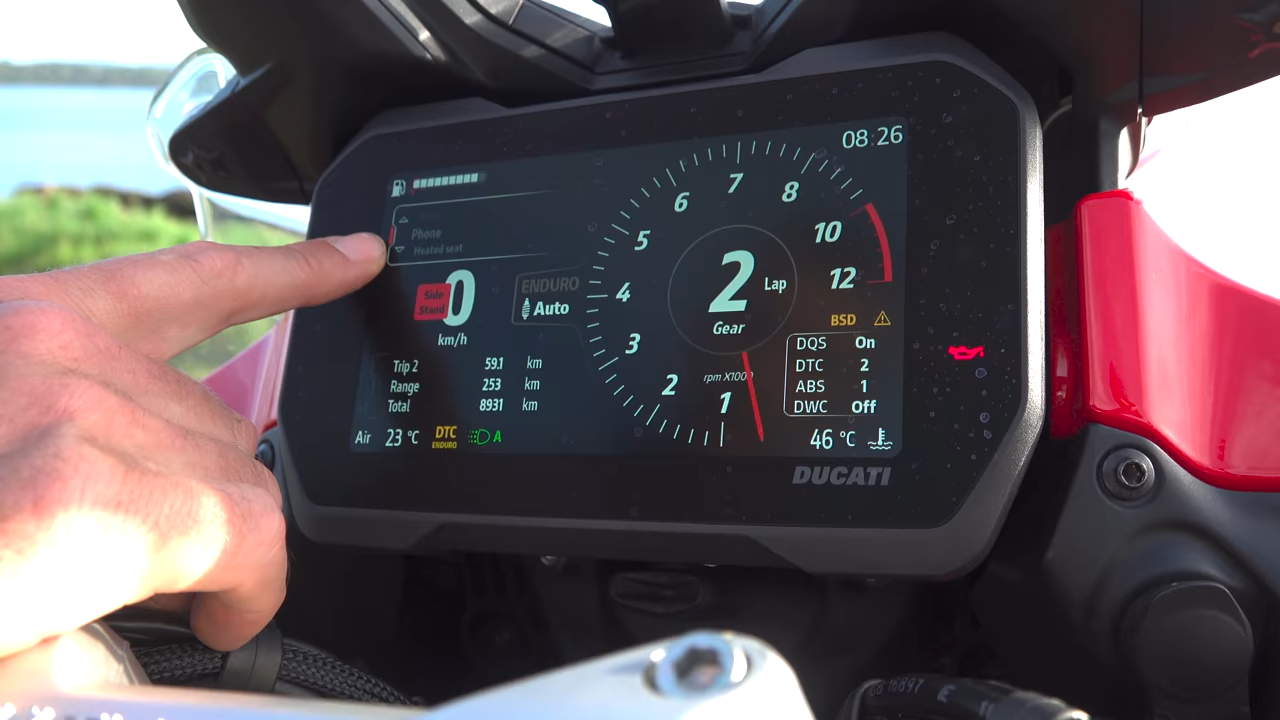 08:26
Phone
Heated seat
Side
Stand
0
km/h
ENDURO
Auto
Trip 2 59.1 km
Range 253 km
Total 8931 km
Air 23 °C
DTC
ENDURO
A
1
2
3
4
5
6
7
8
10
12
2
Lap
Gear
rpm X1000
BSD
DQS On
DTC 2
ABS 1
DWC Off
46 °C
DUCATI